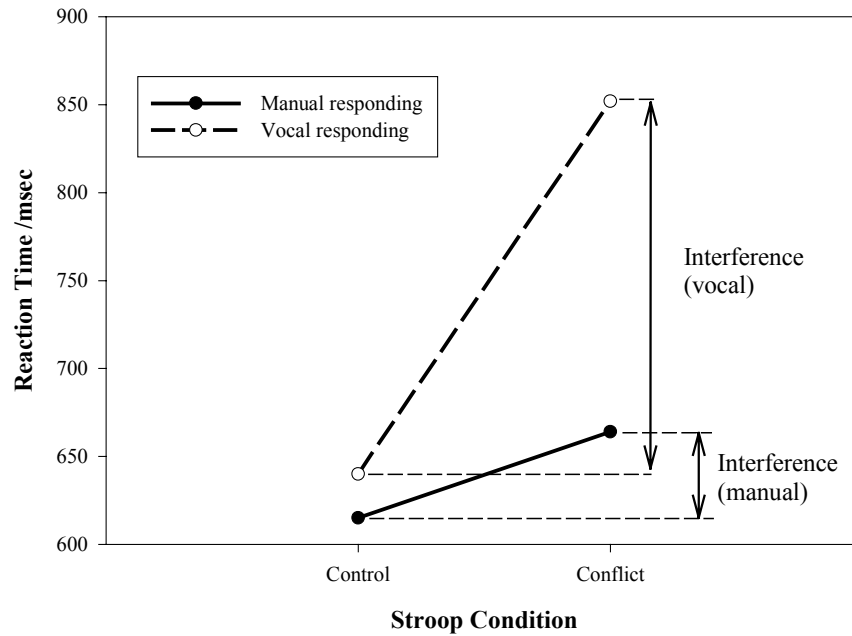 900
850
800
750
700
650
600
Reaction Time /msec
Manual responding
Vocal responding
Interference
(vocal)
Interference
(manual)
Control
Conflict
Stroop Condition